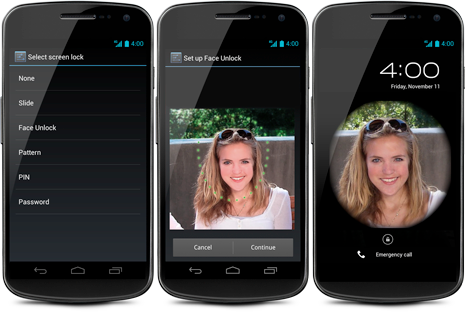 4:00
Select screen lock
None
Slide
Face Unlock
Pattern
PIN
Password
4:00
Set up Face Unlock
Cancel
Continue
4:00
4:00
Friday, November 11
Emergency call